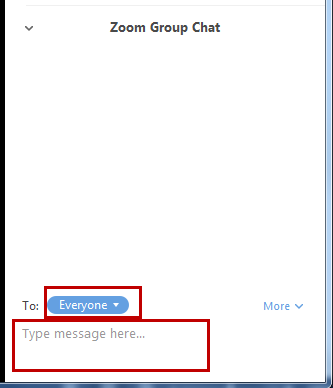 Zoom Group Chat
To: Everyone
More
Type message here...